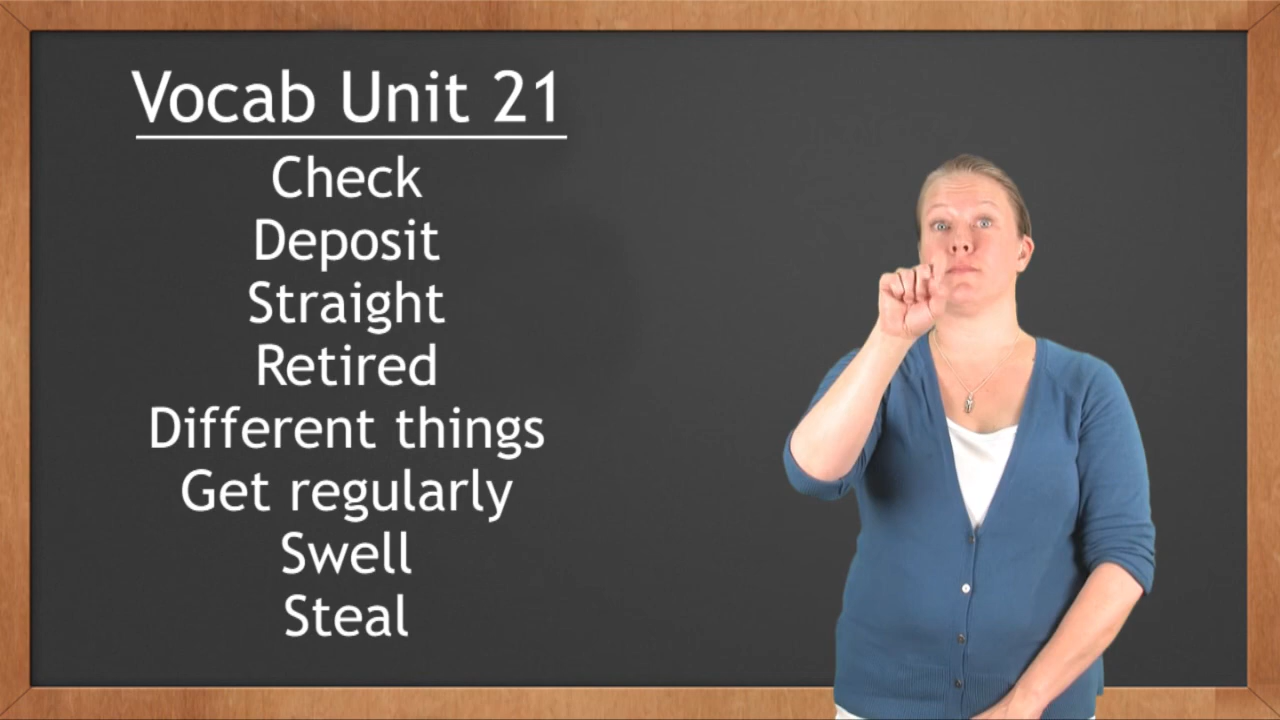 Vocab Unit 21
Check
Deposit
Straight
Retired
Different things
Get regularly
Swell
Steal